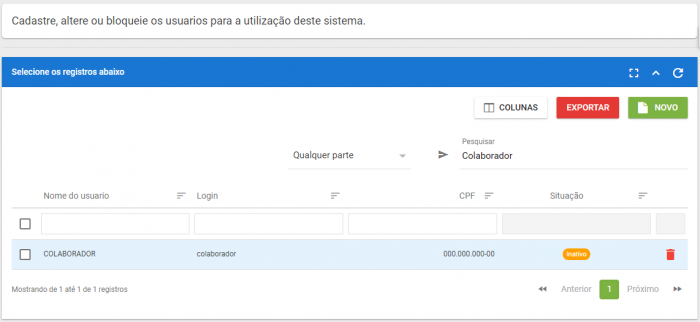 Cadastre, altere ou bloqueie os usuarios para a utilização deste sistema.
Selecione os registros abaixo
COLUNAS EXPORTAR NOVO
Pesquisar
Qualquer parte Colaborador
Nome do usuario Login CPF Situação
COLABORADOR colaborador 000.000.000-00 Inativo
Mostrando de 1 até 1 de 1 registros Anterior 1 Próximo